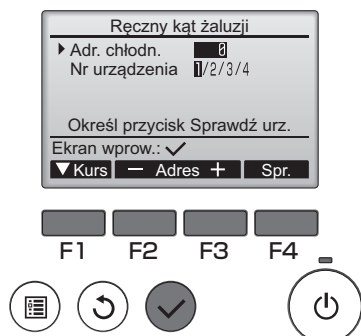 Ręczny kąt żaluzji
Adr. chłodn. 0
Nr urządzenia 1/2/3/4
Określ przycisk Sprawdź urz.
Ekran wprow.: ✓
▼Kurs − Adres + Spr.
F1 F2 F3 F4